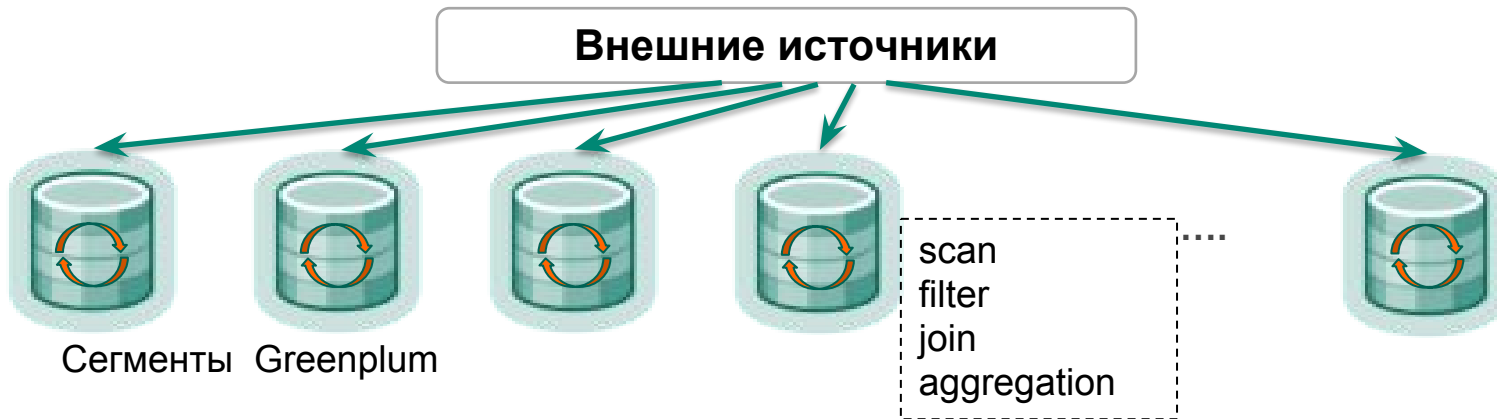 Внешние источники
....
scan
filter
join
aggregation
Сегменты Greenplum